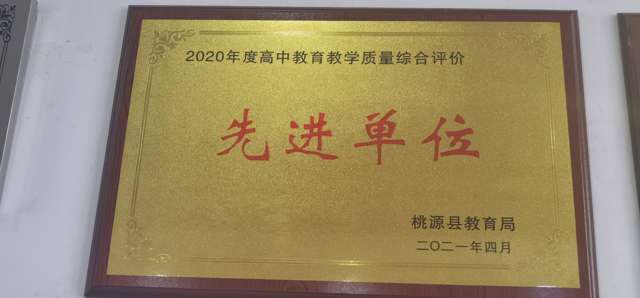 2020年度高中教育教学质量综合评价
先进单位
桃源县教育局
二〇二一年四月